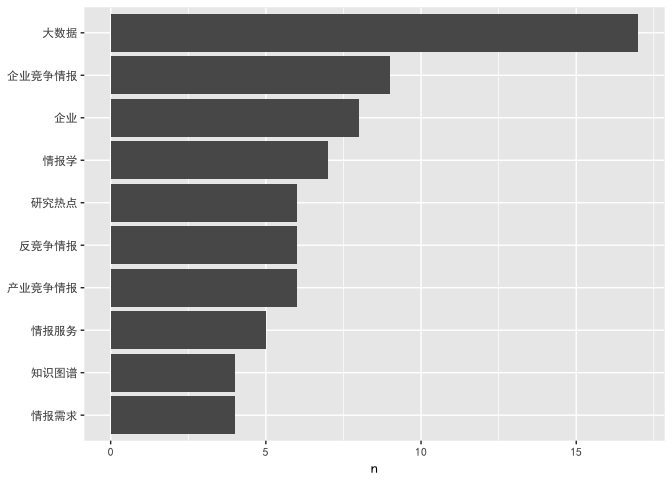 大数据
企业竞争情报
企业
情报学
研究热点
反竞争情报
产业竞争情报
情报服务
知识图谱
情报需求
0 5 10 15
n